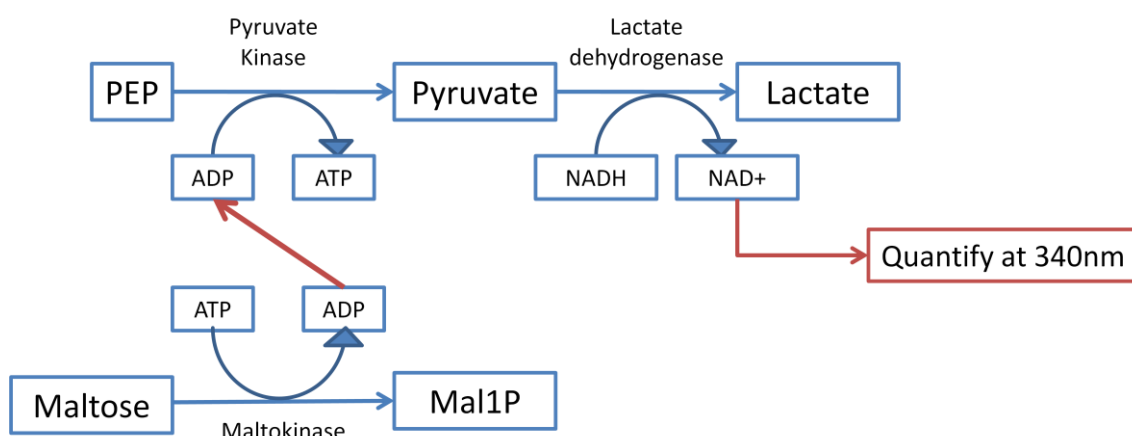 Pyruvate
Kinase
Lactate
dehydrogenase
PEP
Pyruvate
Lactate
ADP
ATP
NADH
NAD+
Quantify at 340nm
ATP
ADP
Maltose
Mal1P
Maltokinase